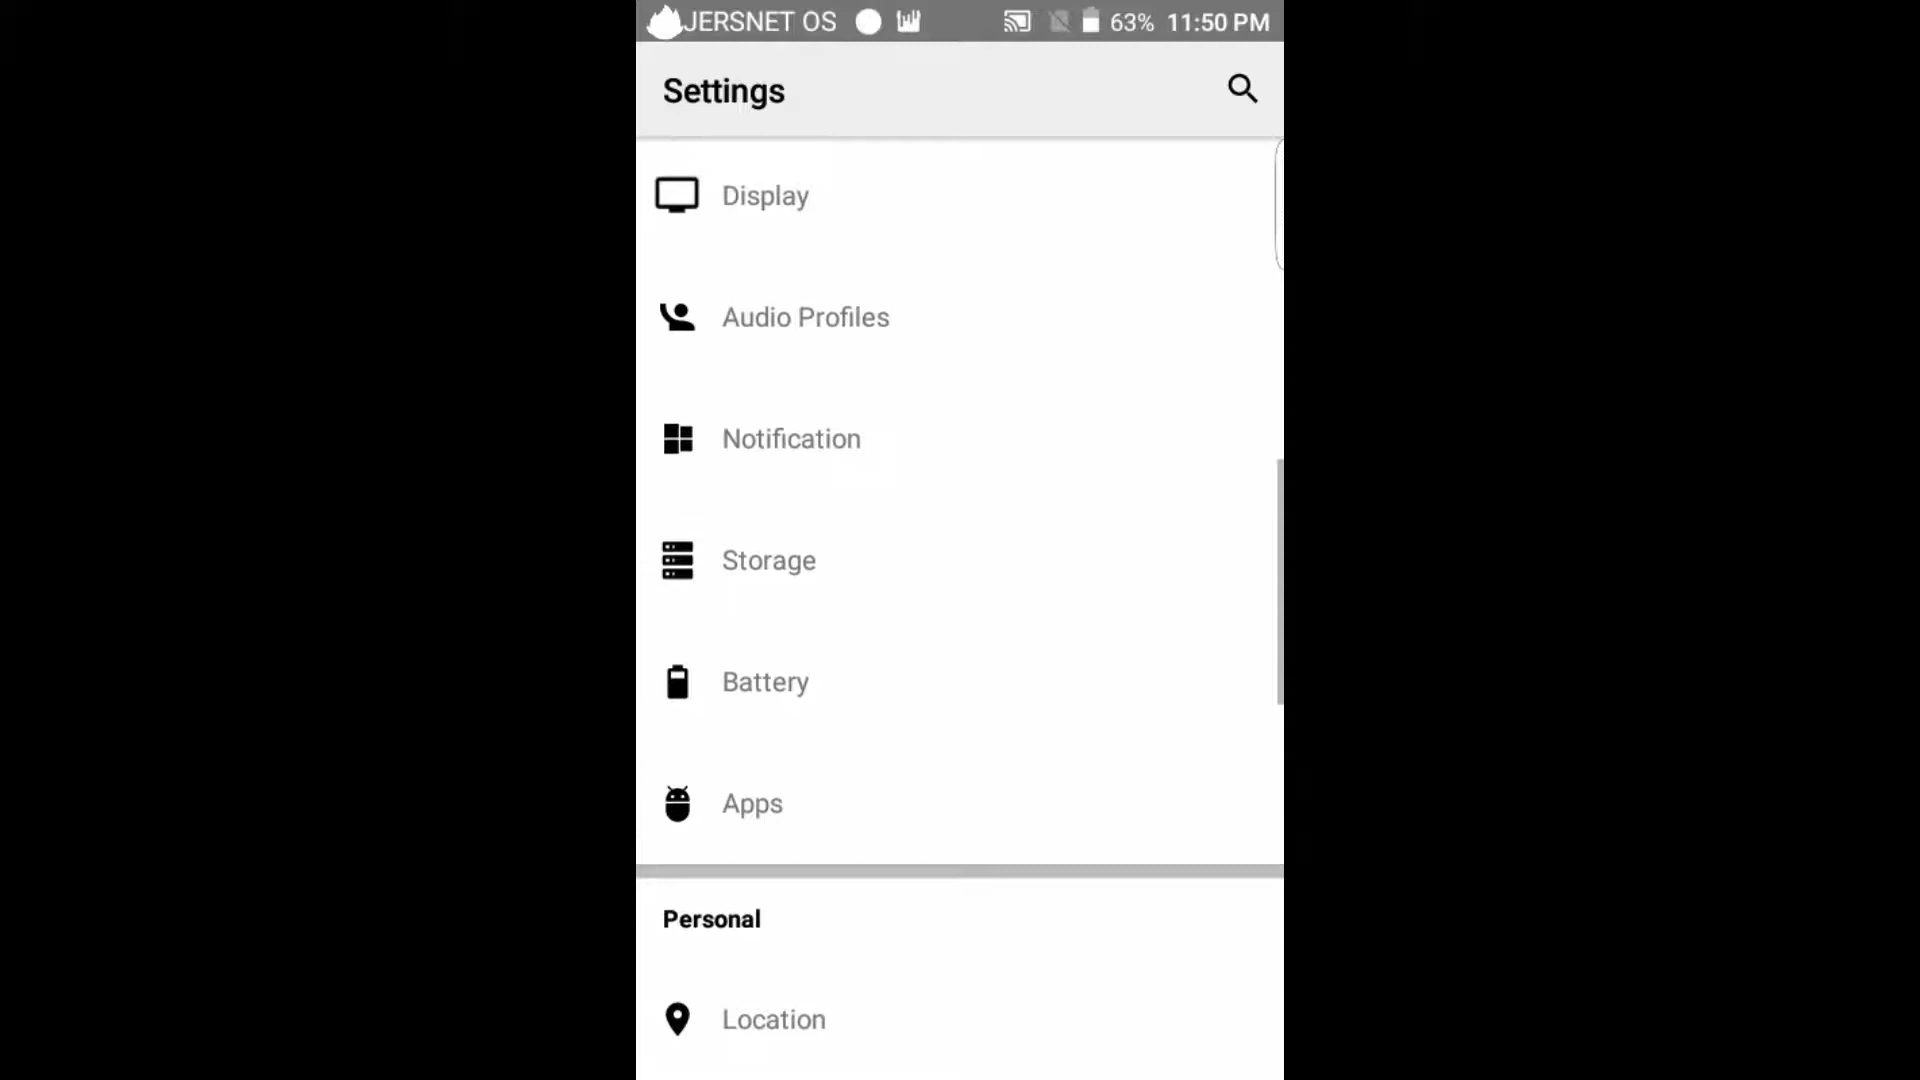 JERSNET OS 63% 11:50 PM
Settings
Display
Audio Profiles
Notification
Storage
Battery
Apps
Personal
Location